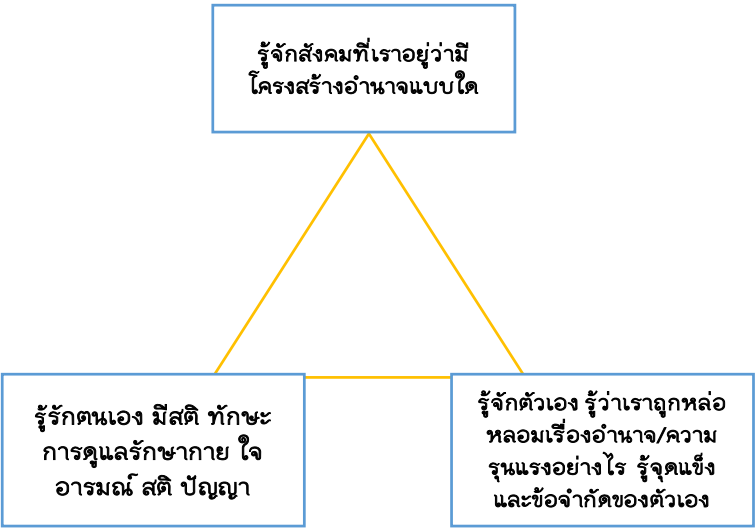 รู้จักสังคมที่เราอยู่ว่ามี
โครงสร้างอำนาจแบบใด
รู้รักตนเอง มีสติ ทักษะ
การดูแลรักษากาย ใจ
อารมณ์ สติ ปัญญา
รู้จักตัวเอง รู้ว่าเราถูกหล่อ
หลอมเรื่องอำนาจ/ความ
รุนแรงอย่างไร รู้จุดแข็ง
และข้อจำกัดของตัวเอง